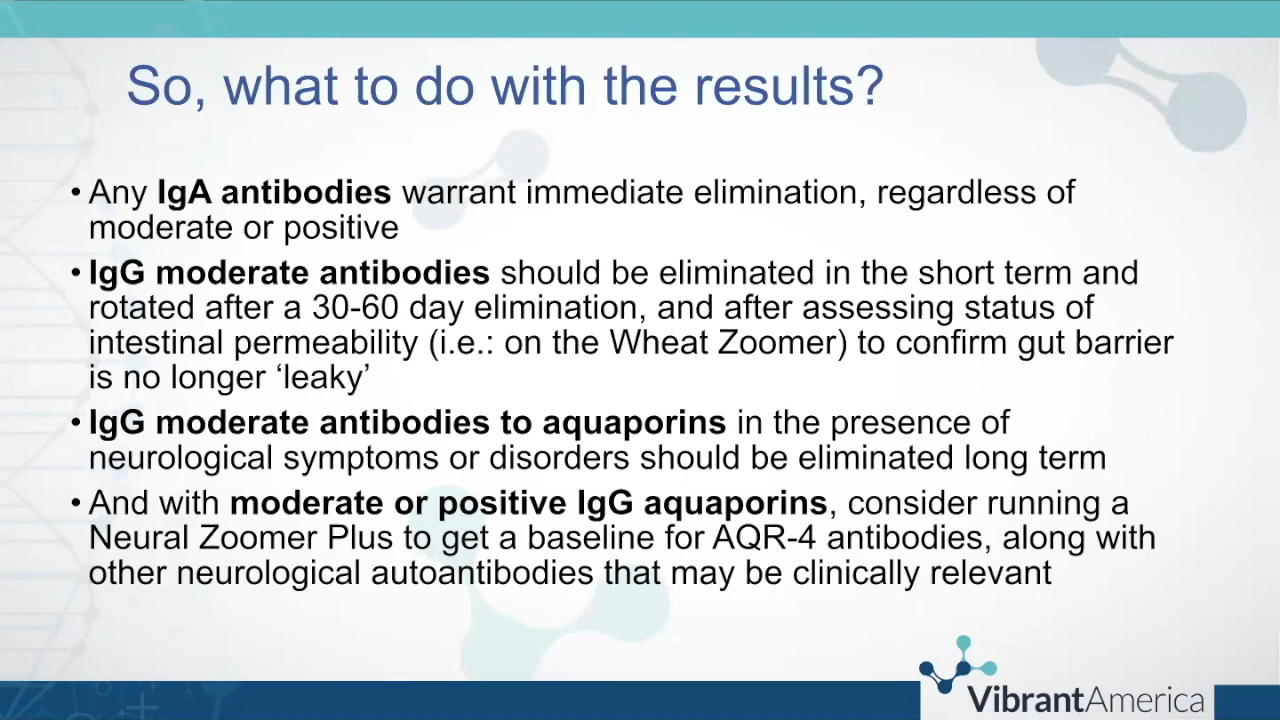 So, what to do with the results?
• Any IgA antibodies warrant immediate elimination, regardless of
moderate or positive
• IgG moderate antibodies should be eliminated in the short term and
rotated after a 30-60 day elimination, and after assessing status of
intestinal permeability (i.e.: on the Wheat Zoomer) to confirm gut barrier
is no longer ‘leaky’
• IgG moderate antibodies to aquaporins in the presence of
neurological symptoms or disorders should be eliminated long term
• And with moderate or positive IgG aquaporins, consider running a
Neural Zoomer Plus to get a baseline for AQR-4 antibodies, along with
other neurological autoantibodies that may be clinically relevant
VibrantAmerica